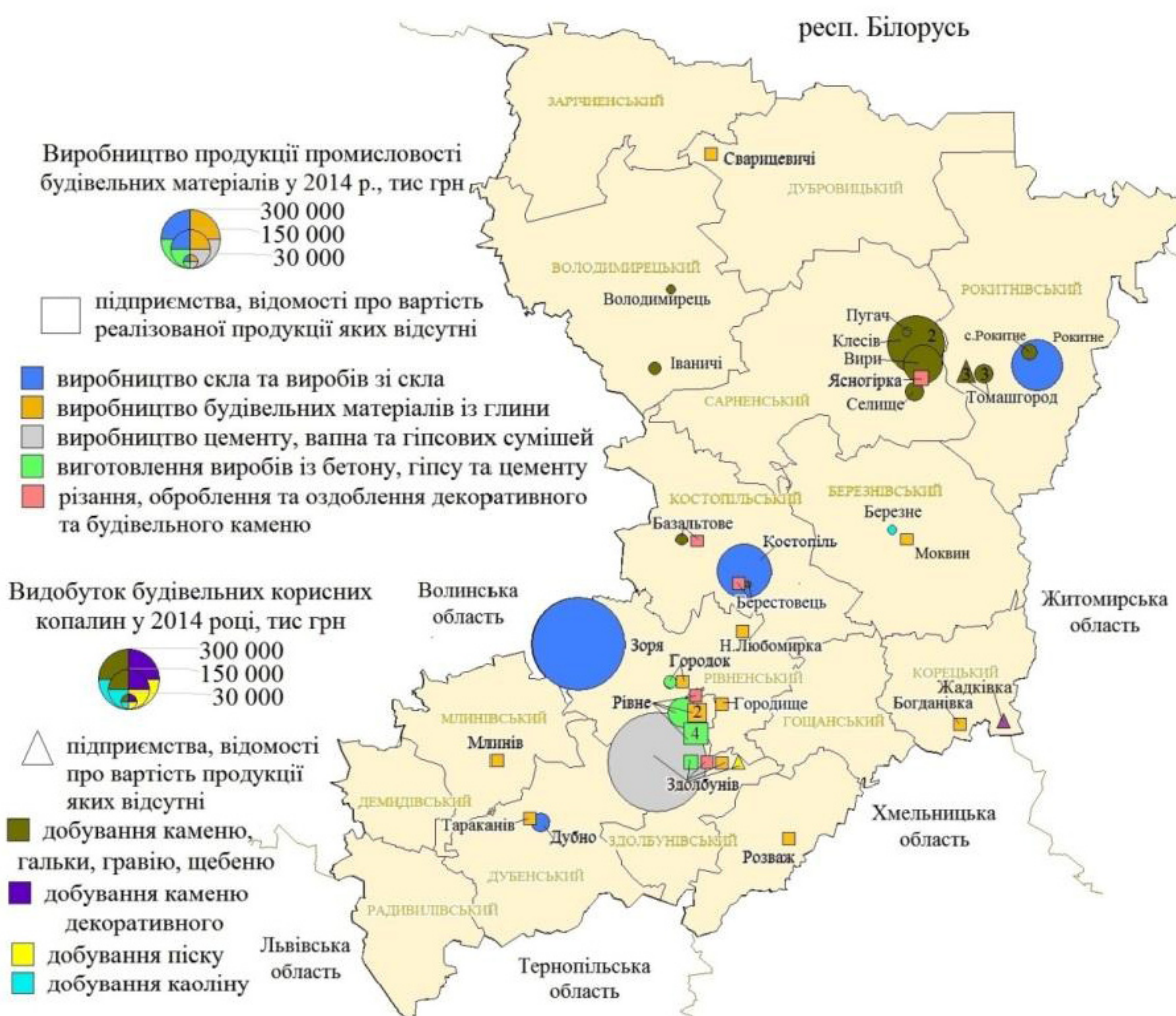 респ. Білорусь
Виробництво продукції промисловості
будівельних матеріалів у 2014 р., тис грн
300 000
150 000
30 000
підприємства, відомості про вартість
реалізованої продукції яких відсутні
виробництво скла та виробів зі скла
виробництво будівельних матеріалів із глини
виробництво цементу, вапна та гіпсових сумішей
виготовлення виробів із бетону, гіпсу та цементу
різання, оброблення та оздоблення декоративного
та будівельного каменю
Видобуток будівельних корисних
копалин у 2014 році, тис грн
300 000
150 000
30 000
підприємства, відомості
про вартість продукції
яких відсутні
добування каменю,
гальки, гравію, щебеню
добування каменю
декоративного
добування піску
добування каоліну
ЗАРІЧНЕНСЬКИЙ
Сварицевичі
ДУБРОВИЦЬКИЙ
ВОЛОДИМИРЕЦЬКИЙ
Володимирець
РОКИТНІВСЬКИЙ
Пугач
Клесів
2
Вири
с.Рокитне
Рокитне
Іваничі
Ясногірка
3
3
Томашгород
Селище
САРНЕНСЬКИЙ
КОСТОПІЛЬСЬКИЙ
БЕРЕЗНІВСЬКИЙ
Базальтове
Березне
Костопіль
Моквин
Берестовець
Волинська
область
Житомирська
область
Зоря
Н.Любомирка
Городок
РІВНЕНСЬКИЙ
КОРЕЦЬКИЙ
Жадківка
Рівне
2
Городище
Богданівка
ГОЩАНСЬКИЙ
4
МЛИНІВСЬКИЙ
Млинів
Здолбунів
ДЕМИДІВСЬКИЙ
Тараканів
Дубно
ЗДОЛБУНІВСЬКИЙ
Розваж
Хмельницька
область
ДУБЕНСЬКИЙ
РАДИВИЛІВСЬКИЙ
Львівська
область
Тернопільська
область